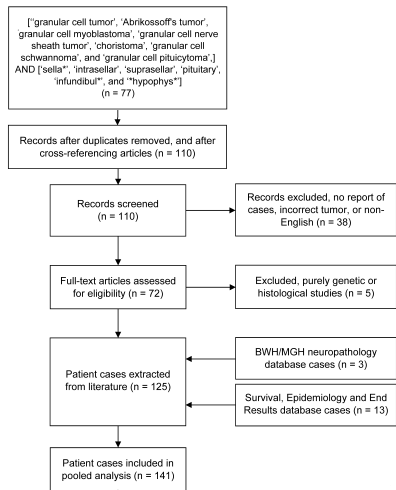 ['granular cell tumor', 'Abrikossoff's tumor',
'granular cell myoblastoma', 'granular cell nerve
sheath tumor', 'choristoma', 'granular cell
schwannoma', and 'granular cell pituicytoma',]
AND ['sella*', 'intrasellar', 'suprasellar', 'pituitary',
'infundibul*', and '*hypophys*']
(n = 77)
Records after duplicates removed, and after
cross-referencing articles (n = 110)
Records screened
(n = 110)
Records excluded, no report of
cases, incorrect tumor, or non-
English (n = 38)
Full-text articles assessed
for eligibility (n = 72)
Excluded, purely genetic or
histological studies (n = 5)
Patient cases extracted
from literature (n = 125)
BWH/MGH neuropathology
database cases (n = 3)
Survival, Epidemiology and End
Results database cases (n = 13)
Patient cases included in
pooled analysis (n = 141)